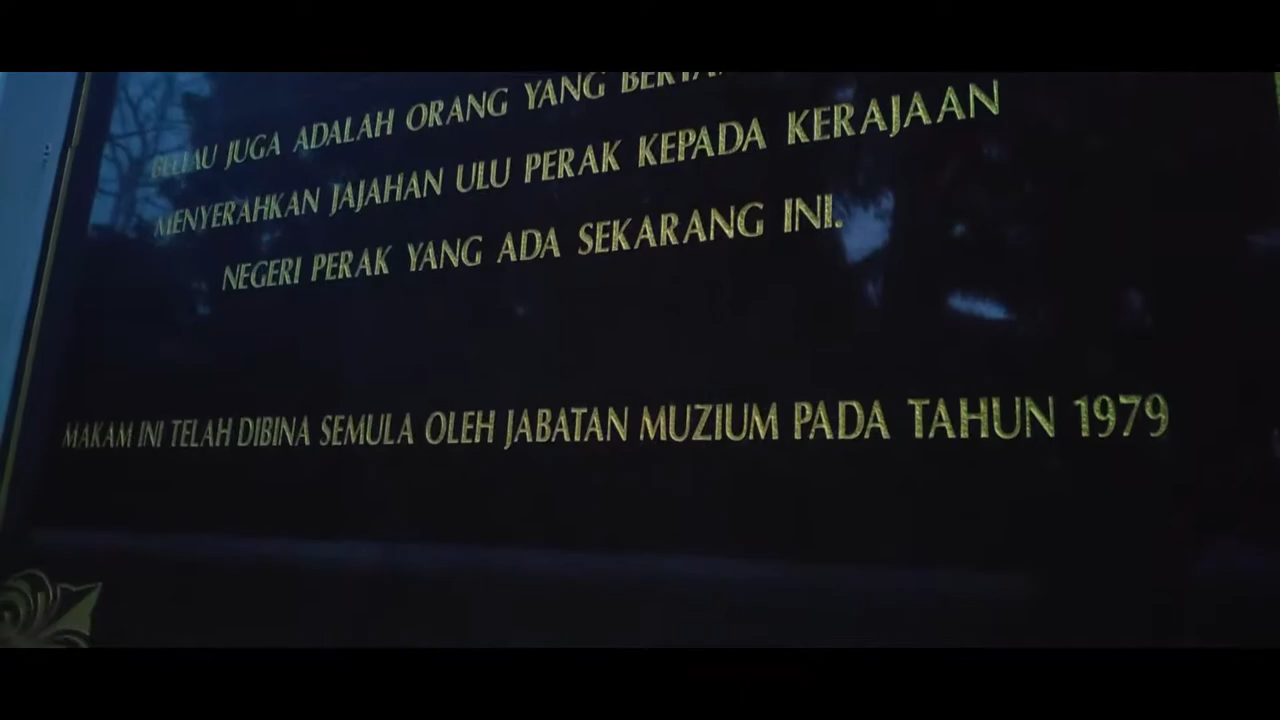 BELIAU JUGA ADALAH ORANG YANG
MENYERAHKAN JAJAHAN ULU PERAK KEPADA KERAJAAN
NEGERI PERAK YANG ADA SEKARANG INI.
MAKAM INI TELAH DIBINA SEMULA OLEH JABATAN MUZIUM PADA TAHUN 1979